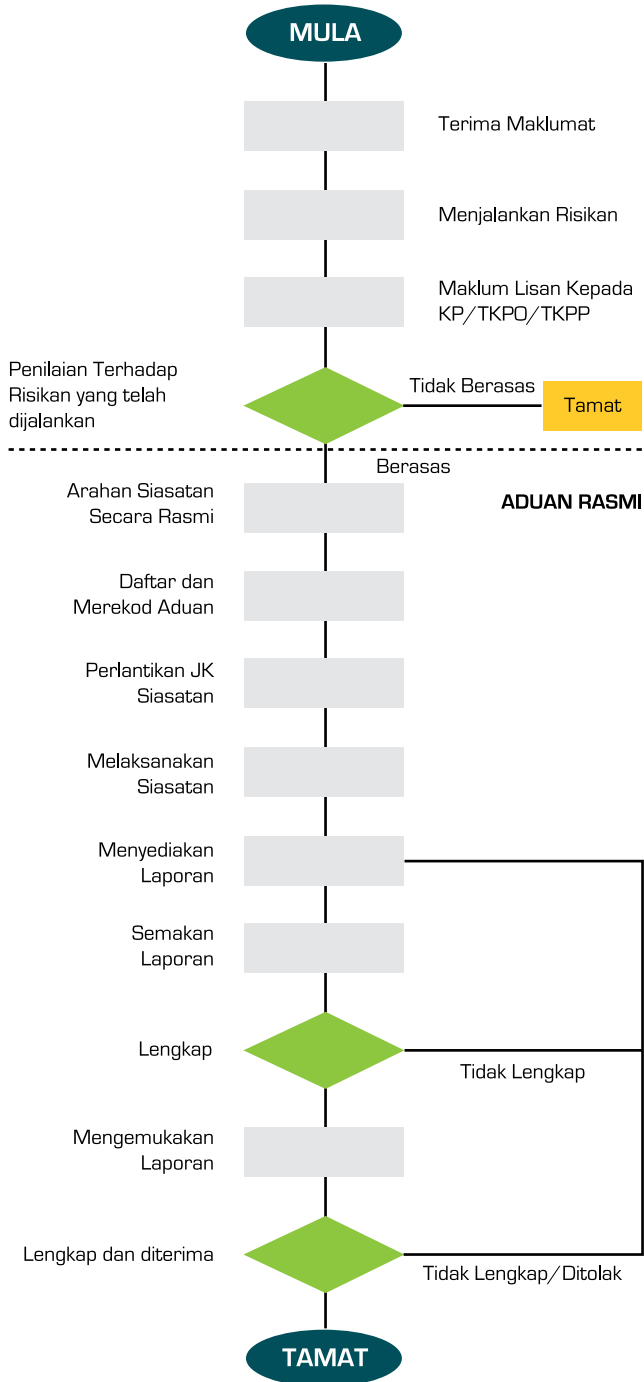 MULA
Terima Maklumat
Menjalankan Risikan
Maklum Lisan Kepada
KP/TKPO/TKPP
Penilaian Terhadap
Risikan yang telah
dijalankan
Tidak Berasas
Tamat
Berasas
ADUAN RASMI
Arahan Siasatan
Secara Rasmi
Daftar dan
Merekod Aduan
Perlantikan JK
Siasatan
Melaksanakan
Siasatan
Menyediakan
Laporan
Semakan
Laporan
Lengkap
Tidak Lengkap
Mengemukakan
Laporan
Lengkap dan diterima
Tidak Lengkap/Ditolak
TAMAT